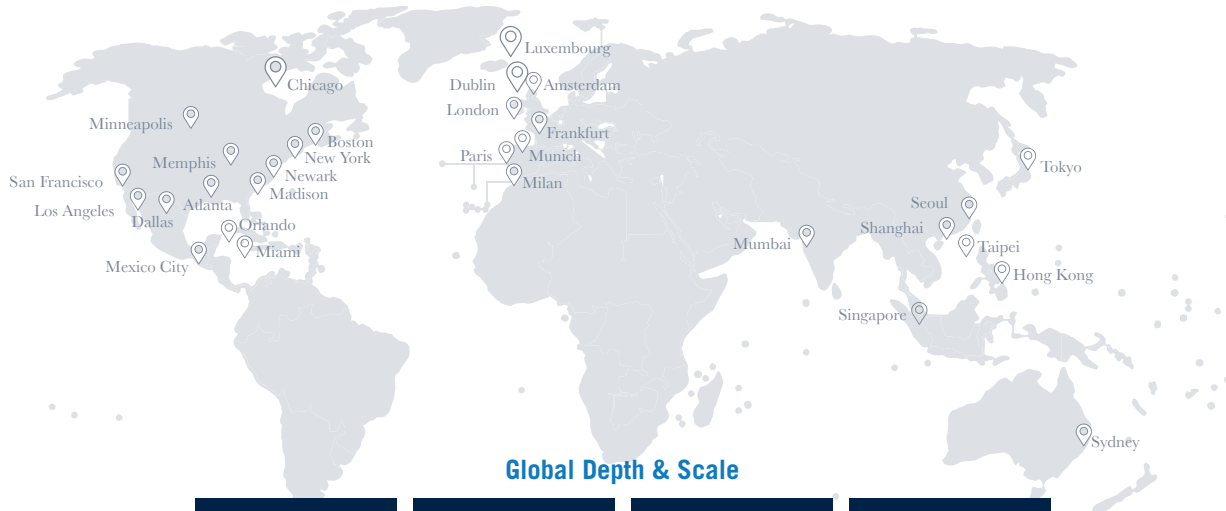 Luxembourg
Chicago
Dublin
Amsterdam
London
Minneapolis
Frankfurt
Boston
New York
Memphis
Paris
Munich
Newark
Tokyo
San Francisco
Milan
Madison
Los Angeles
Atlanta
Seoul
Dallas
Orlando
Shanghai
Mumbai
Taipei
Miami
Mexico City
Hong Kong
Singapore
Sydney
Global Depth & Scale